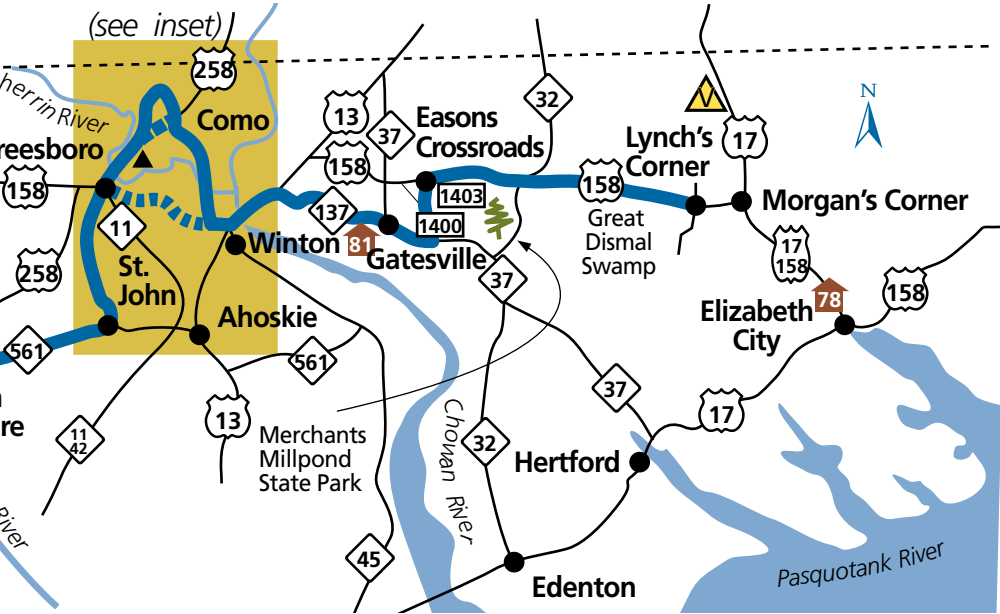 (see inset)
258
herrin River
Como
reesboro
158
11
258
St.
John
561
Ahoskie
Winton
13
158
37
Easons
Crossroads
32
137
81
Gatesville
1403
1400
158
Great
Dismal
Swamp
Lynch's
Corner
V
17
N
Morgan's Corner
17
158
78
158
Elizabeth
City
37
37
17
32
Hertford
561
13
11
42
re
River
Merchants
Millpond
State Park
Chowan River
45
Edenton
Pasquotank River